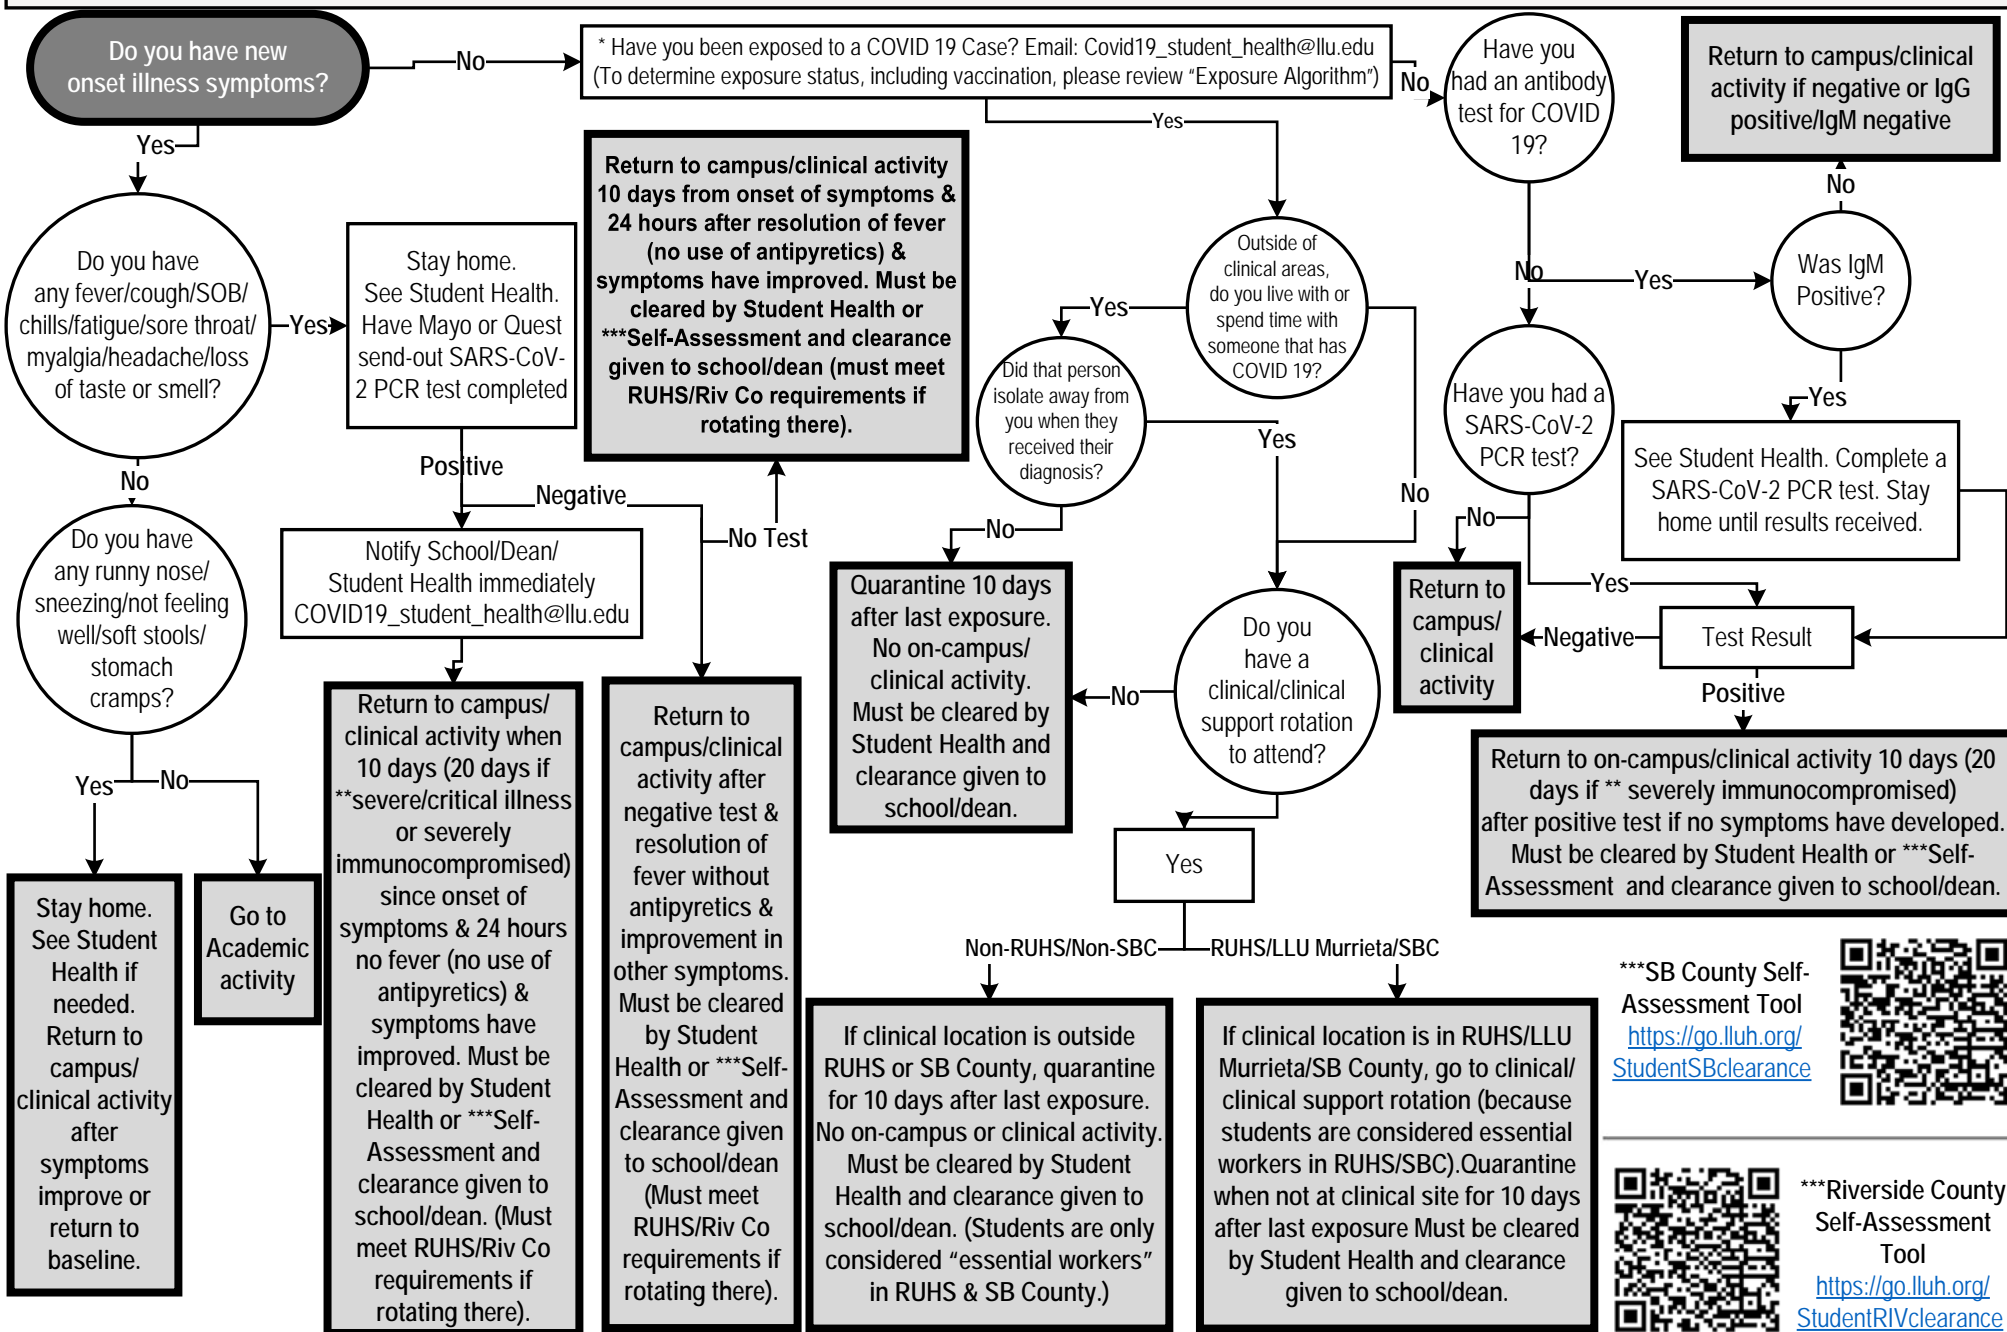 Do you have new
onset illness symptoms?
No
* Have you been exposed to a COVID 19 Case? Email: Covid19_student_health@llu.edu
(To determine exposure status, including vaccination, please review “Exposure Algorithm”)
No
Have you
had an antibody
test for COVID
19?
Return to campus/clinical
activity if negative or IgG
positive/IgM negative
Yes
Yes
No
Do you have
any fever/cough/SOB/
chills/fatigue/sore throat/
myalgia/headache/loss
of taste or smell?
Yes
Stay home.
See Student Health.
Have Mayo or Quest
send-out SARS-CoV-
2 PCR test completed
Return to campus/clinical activity
10 days from onset of symptoms &
24 hours after resolution of fever
(no use of antipyretics) &
symptoms have improved. Must be
cleared by Student Health or
***Self-Assessment and clearance
given to school/dean (must meet
RUHS/Riv Co requirements if
rotating there).
Outside of
clinical areas,
do you live with or
spend time with
someone that has
COVID 19?
Yes
No
No
Yes
Was IgM
Positive?
Did that person
isolate away from
you when they
received their
diagnosis?
Yes
No
Have you had a
SARS-CoV-2
PCR test?
Yes
See Student Health. Complete a
SARS-CoV-2 PCR test. Stay
home until results received.
No
Positive
Negative
No Test
Do you have
any runny nose/
sneezing/not feeling
well/soft stools/
stomach
cramps?
Notify School/Dean/
Student Health immediately
COVID19_student_health@llu.edu
Quarantine 10 days
after last exposure.
No on-campus/
clinical activity.
Must be cleared by
Student Health and
clearance given to
school/dean.
No
Do you
have a
clinical/clinical
support rotation
to attend?
No
Return to
campus/
clinical
activity
Yes
Negative
Test Result
Positive
Return to on-campus/clinical activity 10 days (20
days if ** severely immunocompromised)
after positive test if no symptoms have developed.
Must be cleared by Student Health or ***Self-
Assessment and clearance given to school/dean.
Yes
No
Stay home.
See Student
Health if
needed.
Return to
campus/
clinical activity
after
symptoms
improve or
return to
baseline.
Go to
Academic
activity
Return to campus/
clinical activity when
10 days (20 days if
**severe/critical illness
or severely
immunocompromised)
since onset of
symptoms & 24 hours
no fever (no use of
antipyretics) &
symptoms have
improved. Must be
cleared by Student
Health or ***Self-
Assessment and
clearance given to
school/dean. (Must
meet RUHS/Riv Co
requirements if
rotating there).
Return to
campus/clinical
activity after
negative test &
resolution of
fever without
antipyretics &
improvement in
other symptoms.
Must be cleared
by Student
Health or ***Self-
Assessment and
clearance given
to school/dean
(Must meet
RUHS/Riv Co
requirements if
rotating there).
Yes
Non-RUHS/Non-SBC
RUHS/LLU Murrieta/SBC
If clinical location is outside
RUHS or SB County, quarantine
for 10 days after last exposure.
No on-campus or clinical activity.
Must be cleared by Student
Health and clearance given to
school/dean. (Students are only
considered “essential workers”
in RUHS & SB County.)
If clinical location is in RUHS/LLU
Murrieta/SB County, go to clinical/
clinical support rotation (because
students are considered essential
workers in RUHS/SBC).Quarantine
when not at clinical site for 10 days
after last exposure Must be cleared
by Student Health and clearance
given to school/dean.
***SB County Self-
Assessment Tool
https://go.lluh.org/
StudentSBclearance
***Riverside County
Self-Assessment
Tool
https://go.lluh.org/
StudentRIVclearance